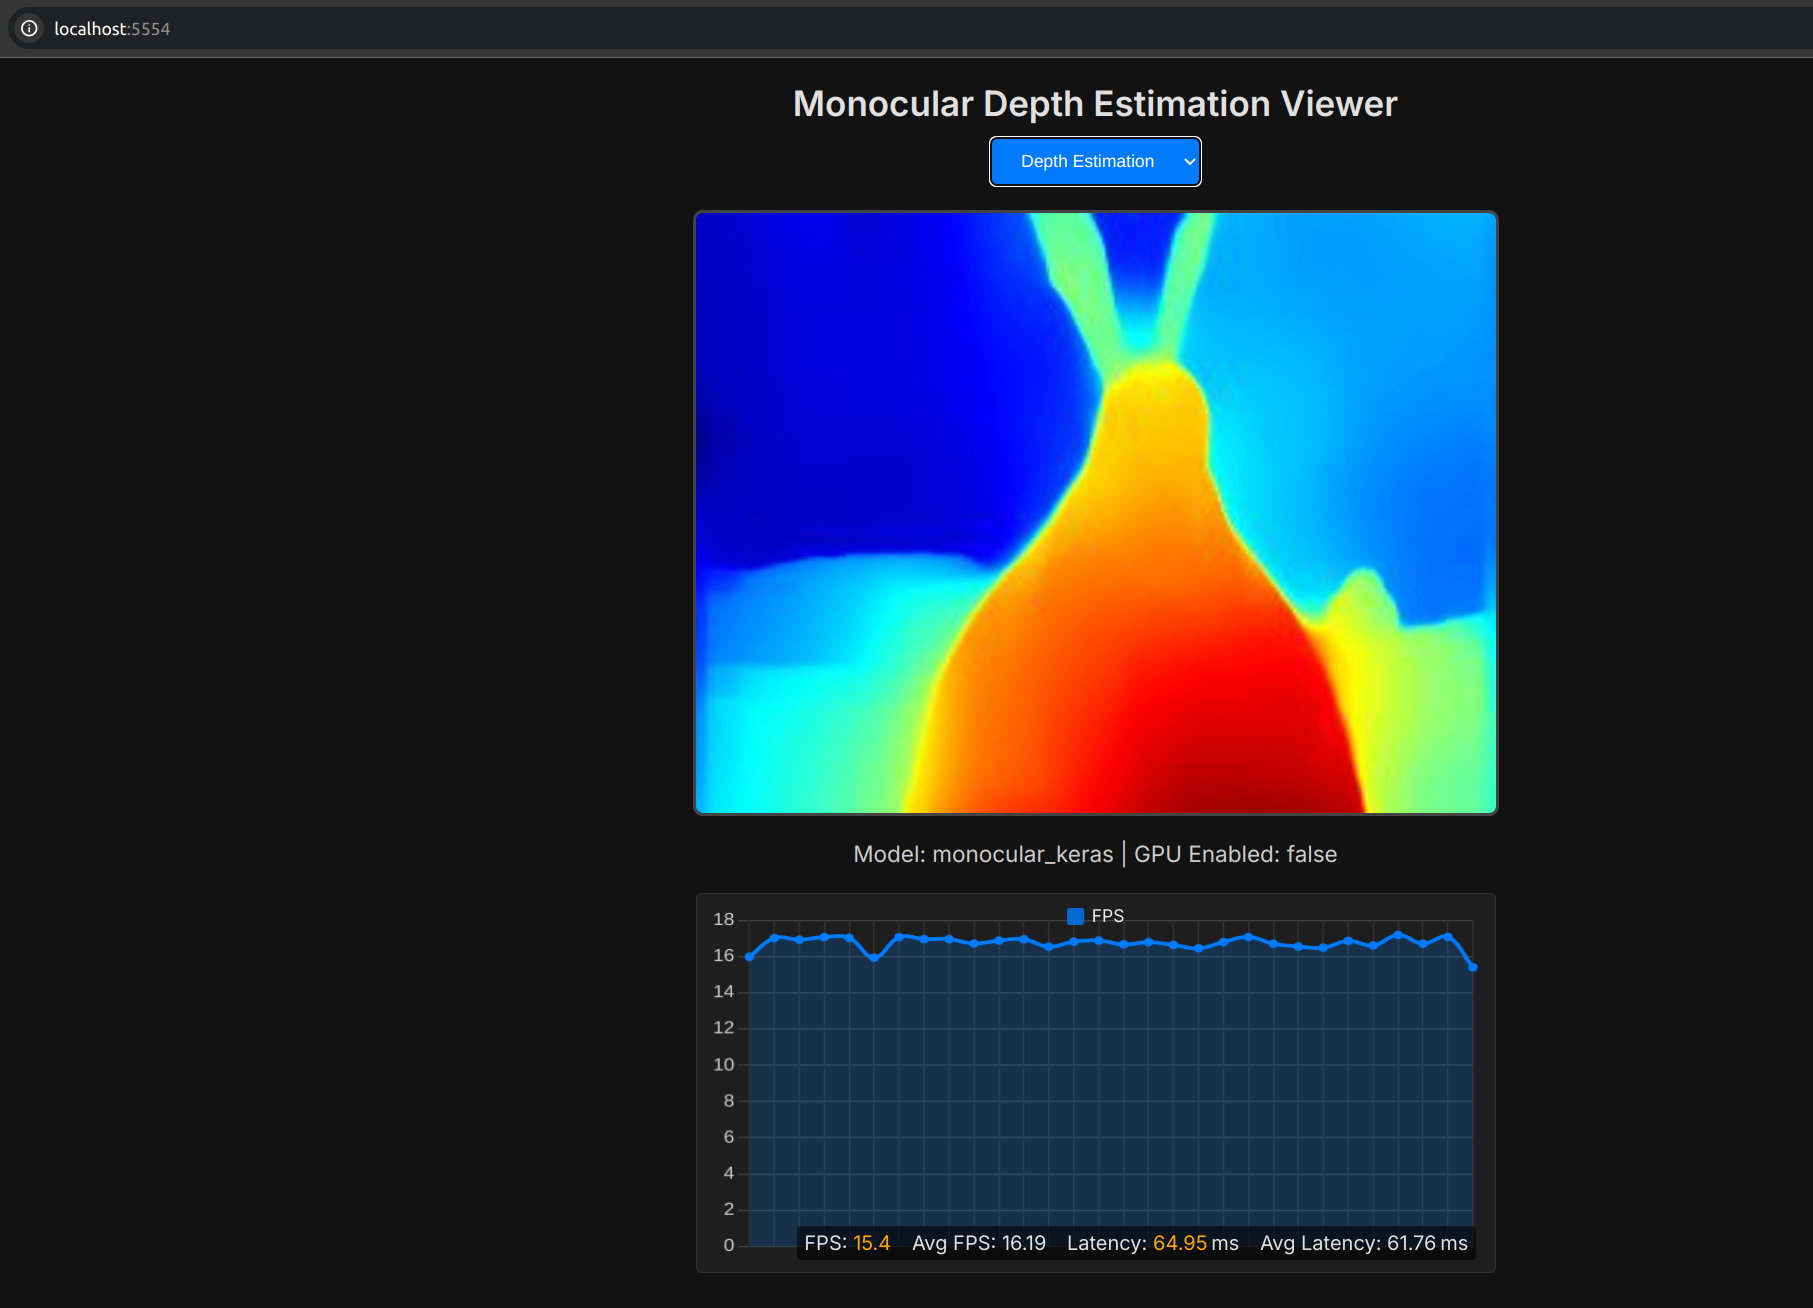 localhost:5554
Monocular Depth Estimation Viewer
Depth Estimation
Model: monocular_keras | GPU Enabled: false
FPS
18
16
14
12
10
8
6
4
2
0
FPS: 15.4 Avg FPS: 16.19 Latency: 64.95 ms Avg Latency: 61.76 ms